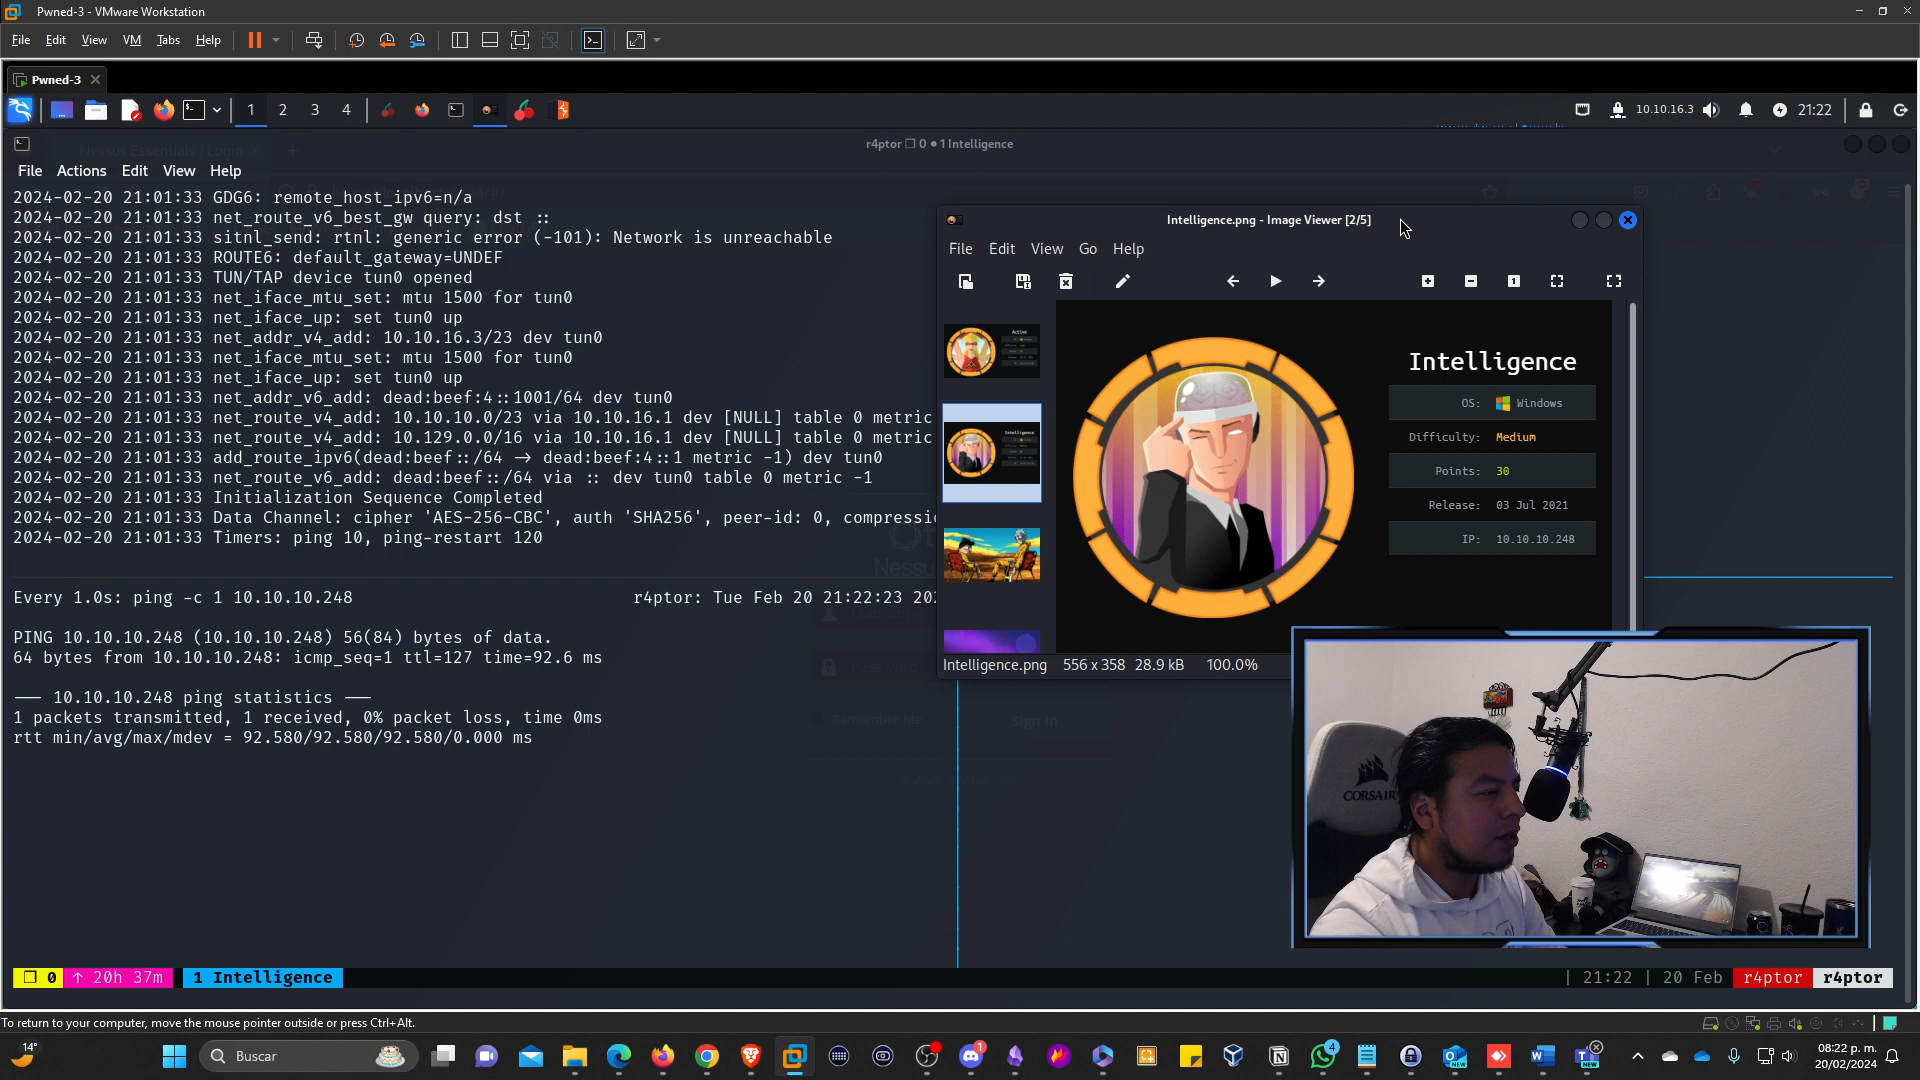 Pwned-3 - VMware Workstation
File Edit View VM Tabs Help
Pwned-3
1 2 3 4
10.10.16.3
21:22
Nessus Essentials / Login
r4ptor ❐ 0 ● 1 Intelligence
File Actions Edit View Help
2024-02-20 21:01:33 GDG6: remote_host_ipv6=n/a
2024-02-20 21:01:33 net_route_v6_best_gw query: dst ::
2024-02-20 21:01:33 sitnl_send: rtnl: generic error (-101): Network is unreachable
2024-02-20 21:01:33 ROUTE6: default_gateway=UNDEF
2024-02-20 21:01:33 TUN/TAP device tun0 opened
2024-02-20 21:01:33 net_iface_mtu_set: mtu 1500 for tun0
2024-02-20 21:01:33 net_iface_up: set tun0 up
2024-02-20 21:01:33 net_addr_v4_add: 10.10.16.3/23 dev tun0
2024-02-20 21:01:33 net_iface_mtu_set: mtu 1500 for tun0
2024-02-20 21:01:33 net_iface_up: set tun0 up
2024-02-20 21:01:33 net_addr_v6_add: dead:beef:4::1001/64 dev tun0
2024-02-20 21:01:33 net_route_v4_add: 10.10.10.0/23 via 10.10.16.1 dev [NULL] table 0 metric
2024-02-20 21:01:33 net_route_v4_add: 10.129.0.0/16 via 10.10.16.1 dev [NULL] table 0 metric
2024-02-20 21:01:33 add_route_ipv6(dead:beef::/64 -> dead:beef:4::1 metric -1) dev tun0
2024-02-20 21:01:33 net_route_v6_add: dead:beef::/64 via :: dev tun0 table 0 metric -1
2024-02-20 21:01:33 Initialization Sequence Completed
2024-02-20 21:01:33 Data Channel: cipher 'AES-256-CBC', auth 'SHA256', peer-id: 0, compressi
2024-02-20 21:01:33 Timers: ping 10, ping-restart 120
Every 1.0s: ping -c 1 10.10.10.248 r4ptor: Tue Feb 20 21:22:23 202
PING 10.10.10.248 (10.10.10.248) 56(84) bytes of data.
64 bytes from 10.10.10.248: icmp_seq=1 ttl=127 time=92.6 ms
--- 10.10.10.248 ping statistics ---
1 packets transmitted, 1 received, 0% packet loss, time 0ms
rtt min/avg/max/mdev = 92.580/92.580/92.580/0.000 ms
Nessu
Password
Remember Me
Sign In
Intelligence.png - Image Viewer [2/5]
File Edit View Go Help
Active
Intelligence
Intelligence
OS: Windows
Difficulty: Medium
Points: 30
Release: 03 Jul 2021
IP: 10.10.10.248
Intelligence.png 556 x 358 28.9 kB 100.0%
CORSAIR
❐ 0 ↑ 20h 37m 1 Intelligence
| 21:22 | 20 Feb r4ptor r4ptor
To return to your computer, move the mouse pointer outside or press Ctrl+Alt.
14°
Buscar
1
4
NEW
NEW
08:22 p. m.
20/02/2024